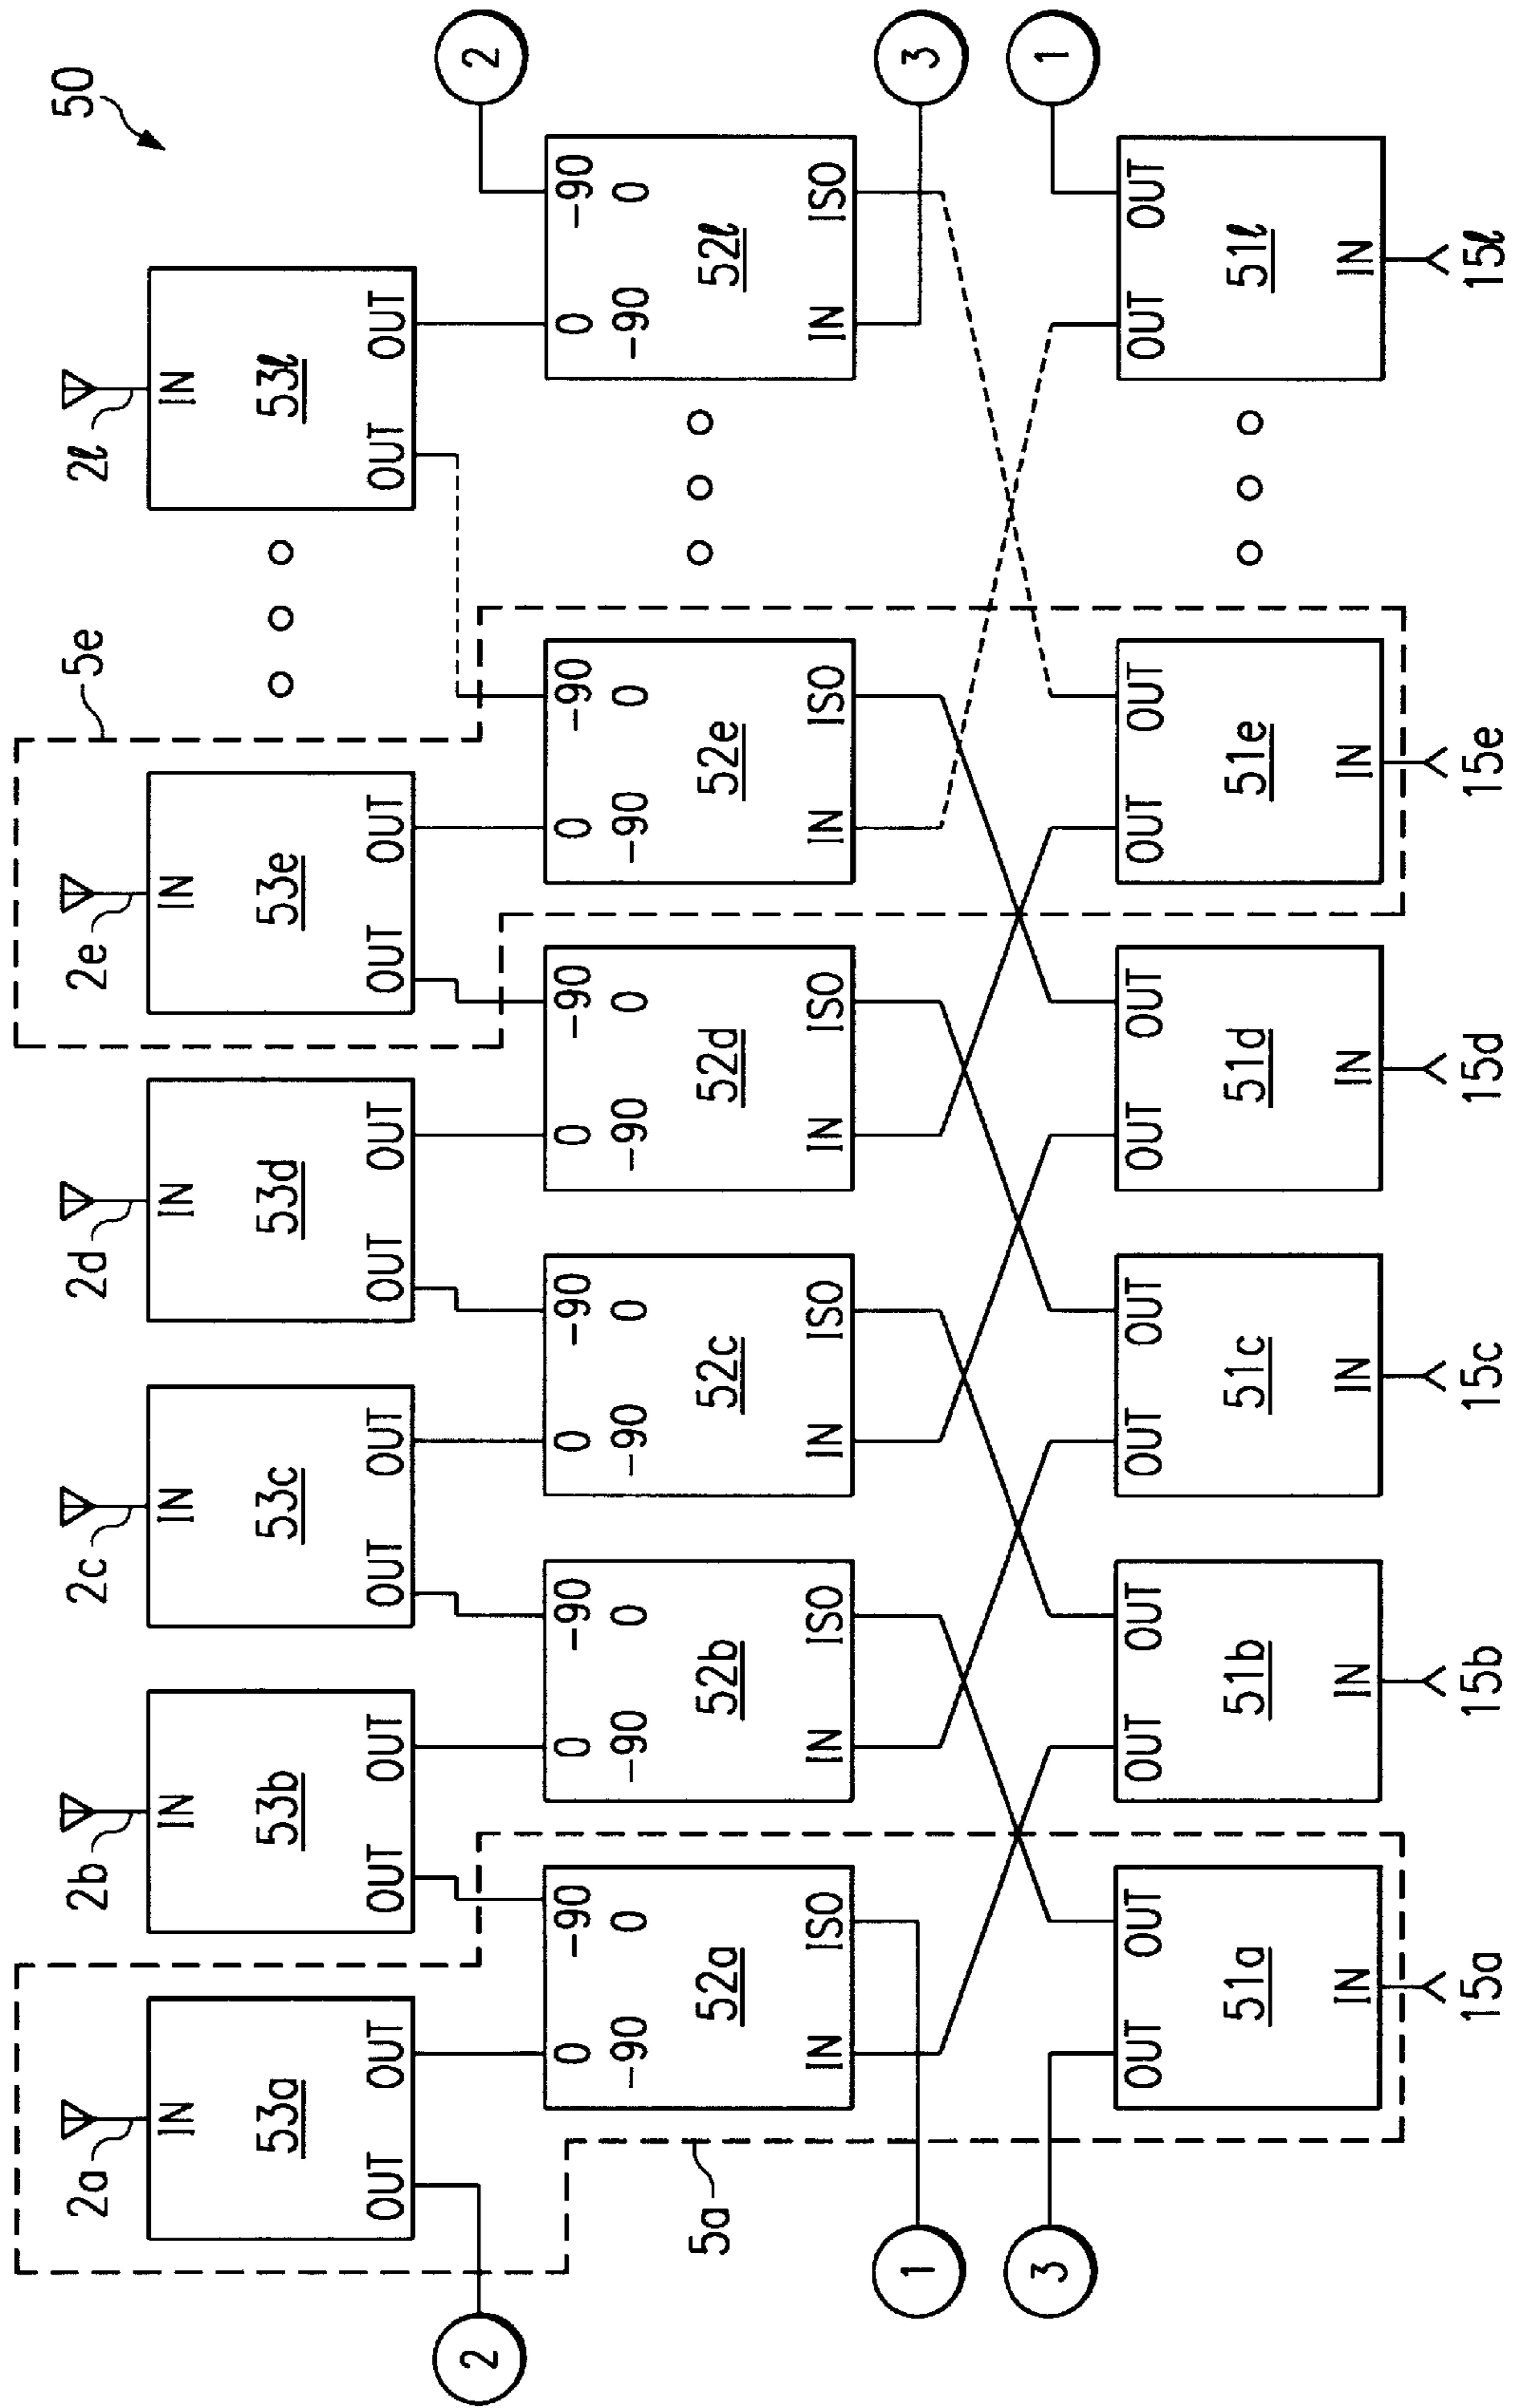 50
2a
2b
2c
2d
2e
5e
2ℓ
IN
53a
OUT OUT
IN
53b
OUT OUT
IN
53c
OUT OUT
IN
53d
OUT OUT
IN
53e
OUT OUT
IN
53ℓ
OUT OUT
2
2
0 -90
-90 0
52a
IN ISO
0 -90
-90 0
52b
IN ISO
0 -90
-90 0
52c
IN ISO
0 -90
-90 0
52d
IN ISO
0 -90
-90 0
52e
IN ISO
0 -90
-90 0
52ℓ
IN ISO
5a
1
3
3
1
OUT OUT
51a
IN
OUT OUT
51b
IN
OUT OUT
51c
IN
OUT OUT
51d
IN
OUT OUT
51e
IN
OUT OUT
51ℓ
IN
15a
15b
15c
15d
15e
15ℓ